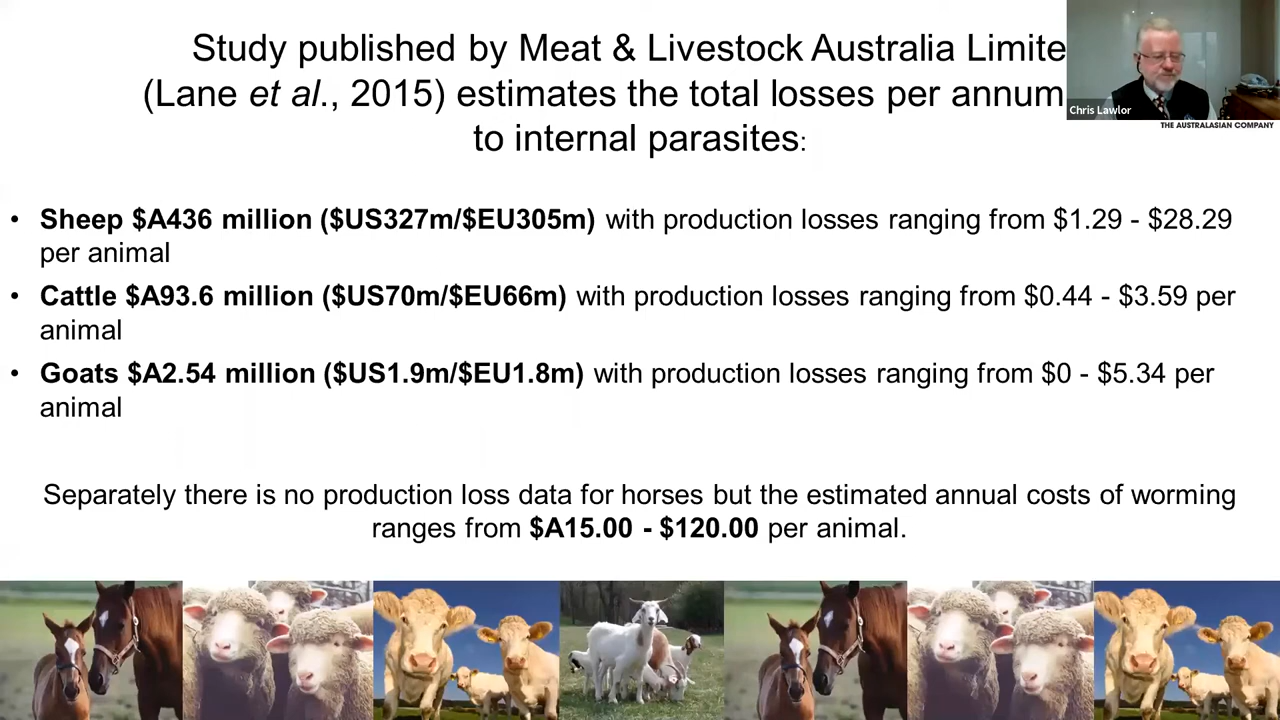 Study published by Meat & Livestock Australia Limite
(Lane et al., 2015) estimates the total losses per annum
to internal parasites:
Chris Lawlor
THE AUSTRALASIAN COMPANY
• Sheep $A436 million ($US327m/$EU305m) with production losses ranging from $1.29 - $28.29
per animal
• Cattle $A93.6 million ($US70m/$EU66m) with production losses ranging from $0.44 - $3.59 per
animal
• Goats $A2.54 million ($US1.9m/$EU1.8m) with production losses ranging from $0 - $5.34 per
animal
Separately there is no production loss data for horses but the estimated annual costs of worming
ranges from $A15.00 - $120.00 per animal.